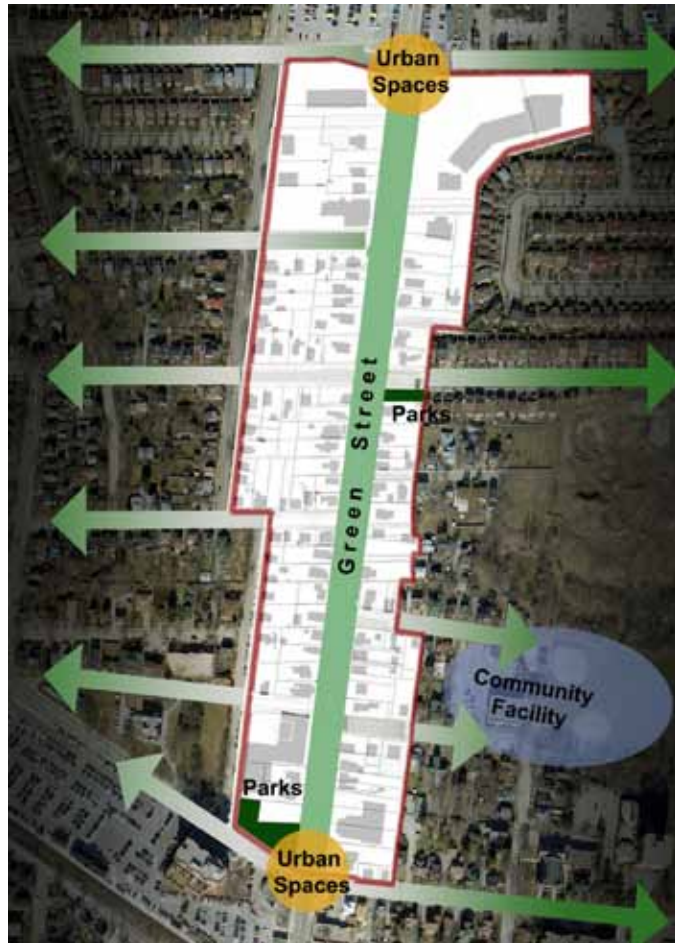 Urban
Spaces
Green Street
Parks
Community
Facility
Parks
Urban
Spaces